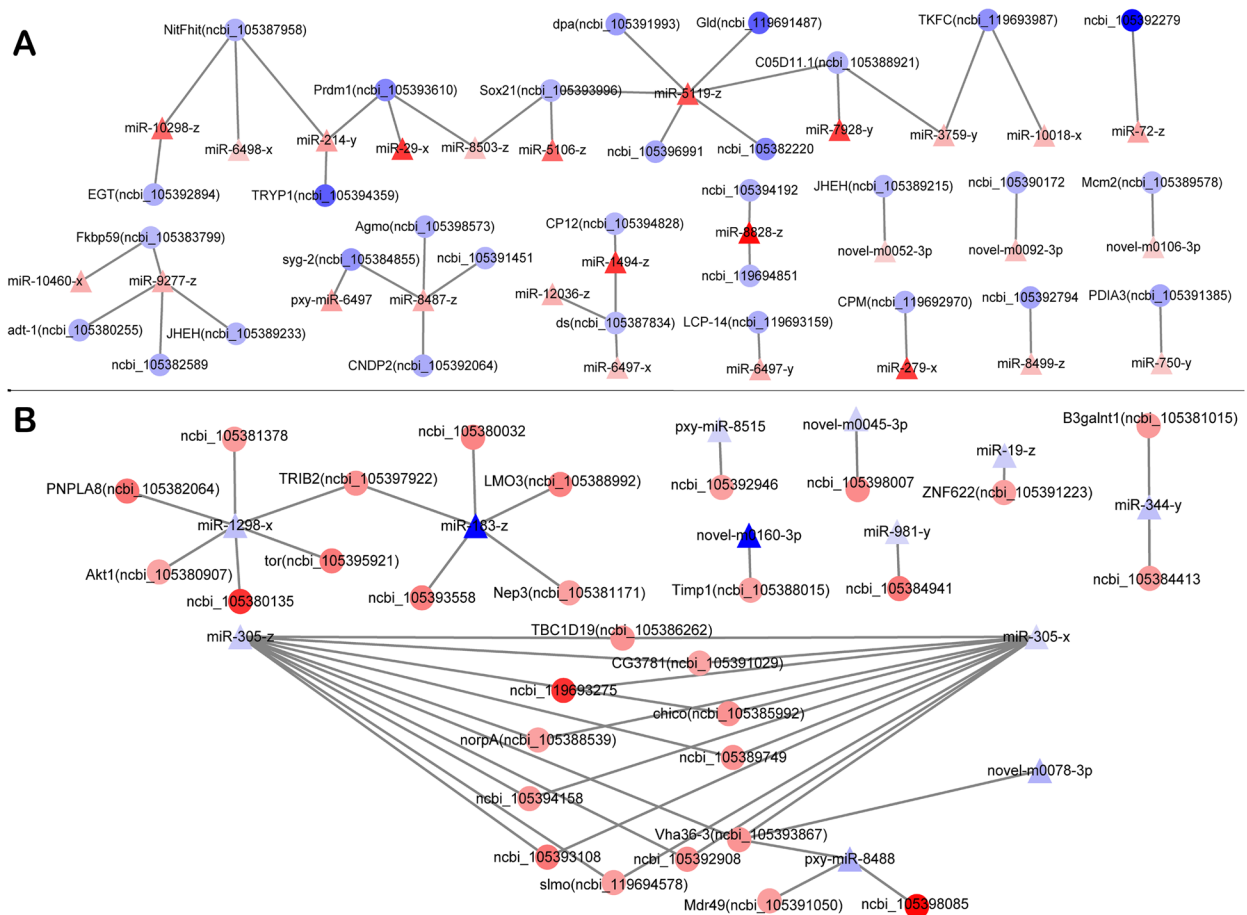 A
NitFhit(ncbi_105387958)
dpa(ncbi_105391993)
Gld(ncbi_119691487)
TKFC(ncbi_119693987)
ncbi_105392279
C05D11.1(ncbi_105388921)
Prdm1(ncbi_105393610)
Sox21(ncbi_105393996)
miR-5119-z
miR-10298-z
miR-6498-x
miR-214-y
miR-29-x
miR-8503-z
miR-5106-z
ncbi_105396991
ncbi_105382220
miR-7928-y
miR-3759-y
miR-10018-x
miR-72-z
EGT(ncbi_105392894)
TRYP1(ncbi_105394359)
ncbi_105394192
JHEH(ncbi_105389215)
ncbi_105390172
Mcm2(ncbi_105389578)
Fkbp59(ncbi_105383799)
Agmo(ncbi_105398573)
CP12(ncbi_105394828)
miR-8828-z
novel-m0052-3p
novel-m0092-3p
novel-m0106-3p
syg-2(ncbi_105384855)
ncbi_105391451
miR-1494-z
ncbi_119694851
miR-10460-x
miR-9277-z
pxy-miR-6497
miR-8487-z
miR-12036-z
CPM(ncbi_119692970)
ncbi_105392794
PDIA3(ncbi_105391385)
adt-1(ncbi_105380255)
JHEH(ncbi_105389233)
ds(ncbi_105387834)
LCP-14(ncbi_119693159)
ncbi_105382589
CNDP2(ncbi_105392064)
miR-6497-x
miR-6497-y
miR-279-x
miR-8499-z
miR-750-y
B
ncbi_105381378
ncbi_105380032
pxy-miR-8515
novel-m0045-3p
B3galnt1(ncbi_105381015)
miR-19-z
PNPLA8(ncbi_105382064)
TRIB2(ncbi_105397922)
LMO3(ncbi_105388992)
ncbi_105392946
ncbi_105398007
ZNF622(ncbi_105391223)
miR-1298-x
miR-183-z
novel-m0160-3p
miR-981-y
miR-344-y
Akt1(ncbi_105380907)
tor(ncbi_105395921)
ncbi_105380135
ncbi_105393558
Nep3(ncbi_105381171)
Timp1(ncbi_105388015)
ncbi_105384941
ncbi_105384413
miR-305-z
TBC1D19(ncbi_105386262)
miR-305-x
CG3781(ncbi_105391029)
ncbi_119693275
chico(ncbi_105385992)
norpA(ncbi_105388539)
ncbi_105389749
novel-m0078-3p
ncbi_105394158
Vha36-3(ncbi_105393867)
ncbi_105393108
ncbi_105392908
pxy-miR-8488
slmo(ncbi_119694578)
Mdr49(ncbi_105391050)
ncbi_105398085